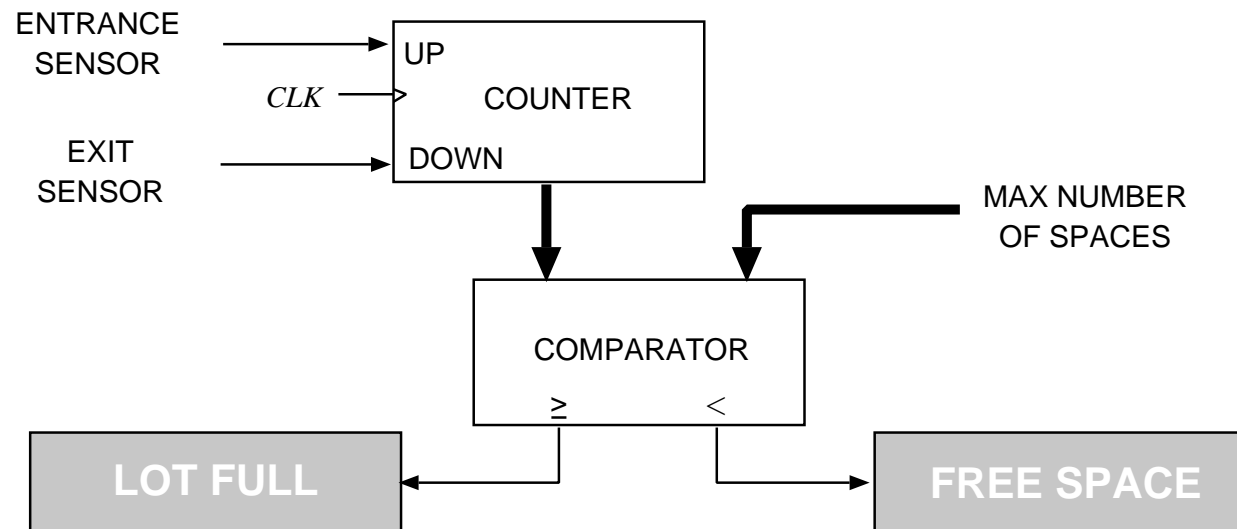 ENTRANCE
SENSOR
UP
CLK
COUNTER
EXIT
SENSOR
DOWN
MAX NUMBER
OF SPACES
COMPARATOR
≥ <
LOT FULL
FREE SPACE